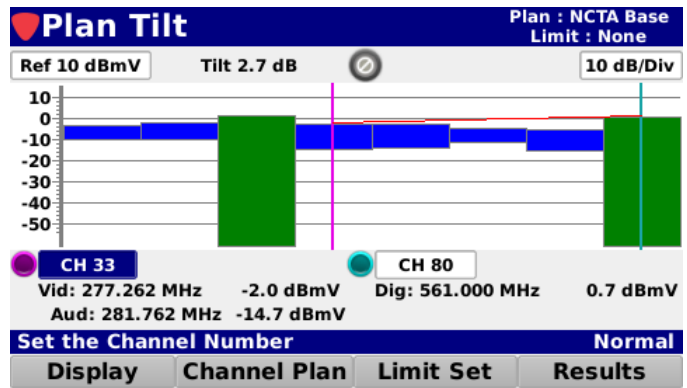 Plan Tilt
Plan : NCTA Base
Limit : None
Ref 10 dBmV Tilt 2.7 dB 10 dB/Div
10
0
-10
-20
-30
-40
-50
CH 33 CH 80
Vid: 277.262 MHz -2.0 dBmV Dig: 561.000 MHz 0.7 dBmV
Aud: 281.762 MHz -14.7 dBmV
Set the Channel Number Normal
Display Channel Plan Limit Set Results